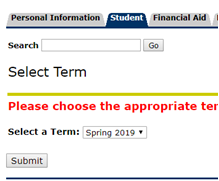 Personal Information Student Financial Aid
Search Go
Select Term
Please choose the appropriate ter
Select a Term: Spring 2019
Submit